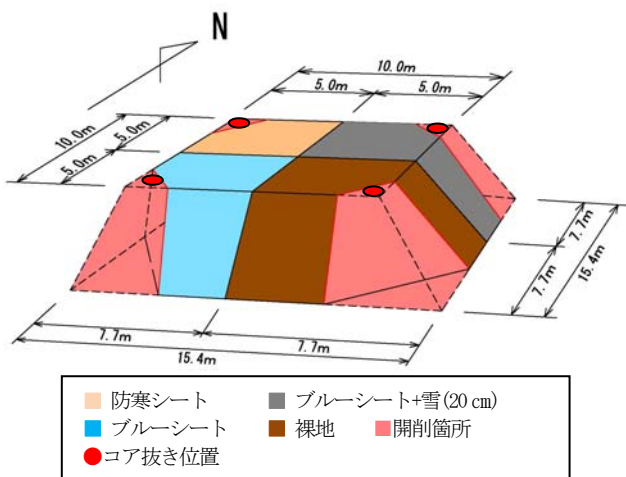 N
10.0m
5.0m
5.0m
10.0m
5.0m
5.0m
7.7m
15.4m
7.7m
7.7m
7.7m
15.4m
防寒シート
ブルーシート+雪(20 cm)
ブルーシート
裸地
開削箇所
コア抜き位置